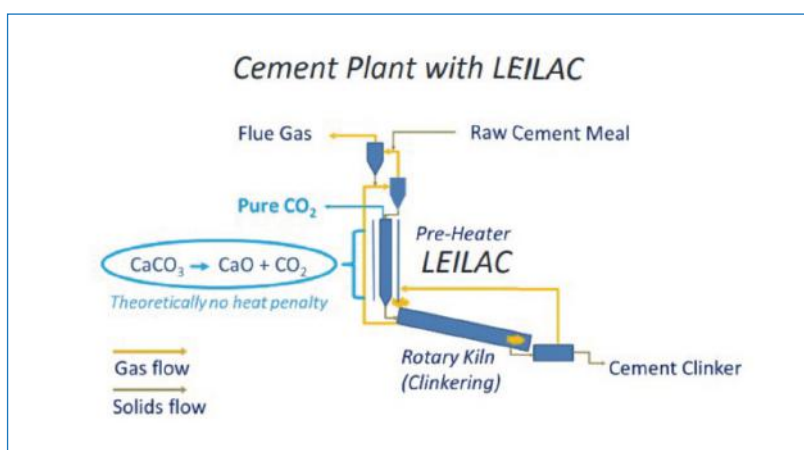 Cement Plant with LEILAC
Flue Gas
Raw Cement Meal
Pure CO₂
Pre-Heater
LEILAC
CaCO₃ → CaO + CO₂
Theoretically no heat penalty
Rotary Kiln
(Clinkering)
Cement Clinker
Gas flow
Solids flow